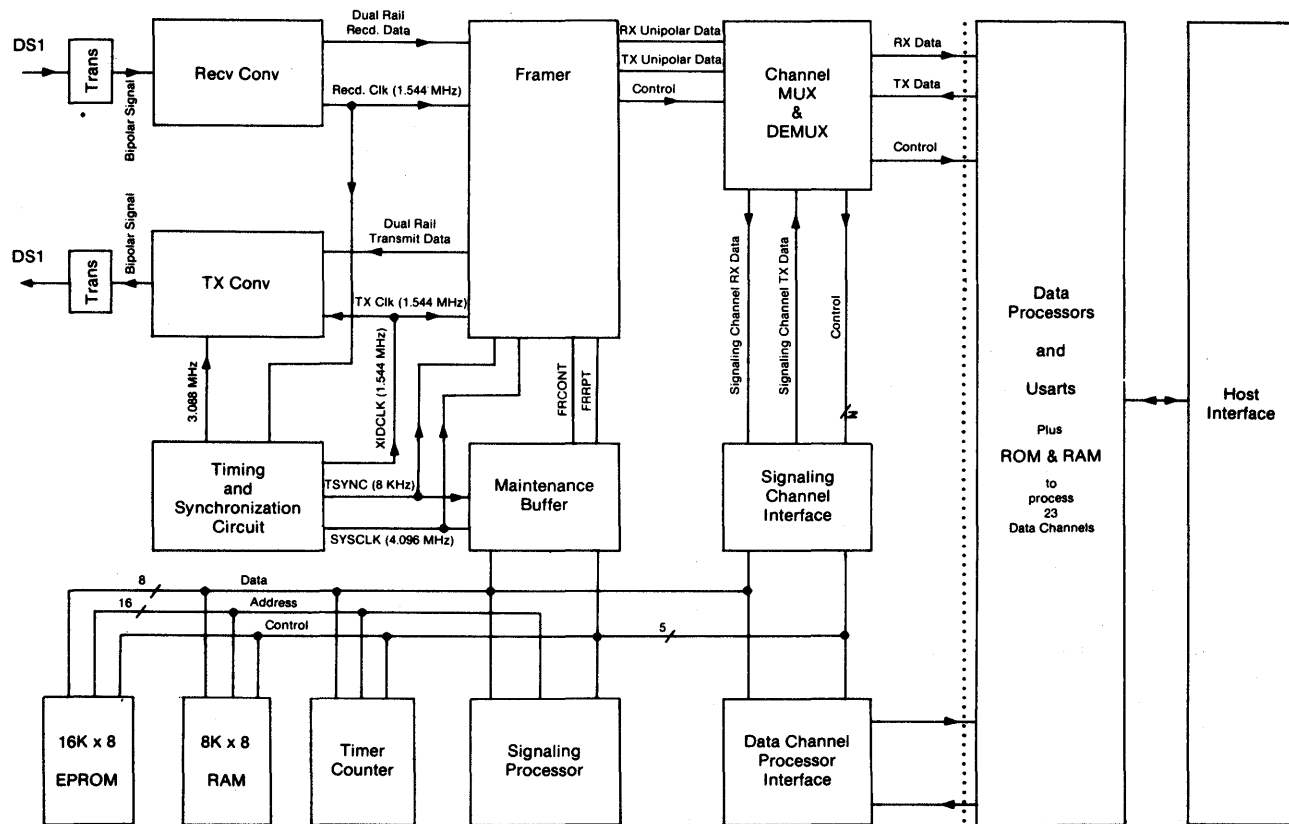 DS1
Trans
Bipolar Signal
Recv Conv
Dual Rail
Recd. Data
Recd. Clk (1.544 MHz)
Framer
RX Unipolar Data
TX Unipolar Data
Control
Channel
MUX
&
DEMUX
RX Data
TX Data
Control
DS1
Trans
Bipolar Signal
TX Conv
Dual Rail
Transmit Data
TX Clk (1.544 MHz)
3.088 MHz
XIDCLK (1.544 MHz)
FRCONT
FRRPT
Signaling Channel RX Data
Signaling Channel TX Data
Control
N
Timing
and
Synchronization
Circuit
TSYNC (8 KHz)
SYSCLK (4.096 MHz)
Maintenance
Buffer
Signaling
Channel
Interface
Data
Processors
and
Usarts
Plus
ROM & RAM
to
process
23
Data Channels
Host
Interface
8
Data
16
Address
Control
5
16K x 8
EPROM
8K x 8
RAM
Timer
Counter
Signaling
Processor
Data Channel
Processor
Interface